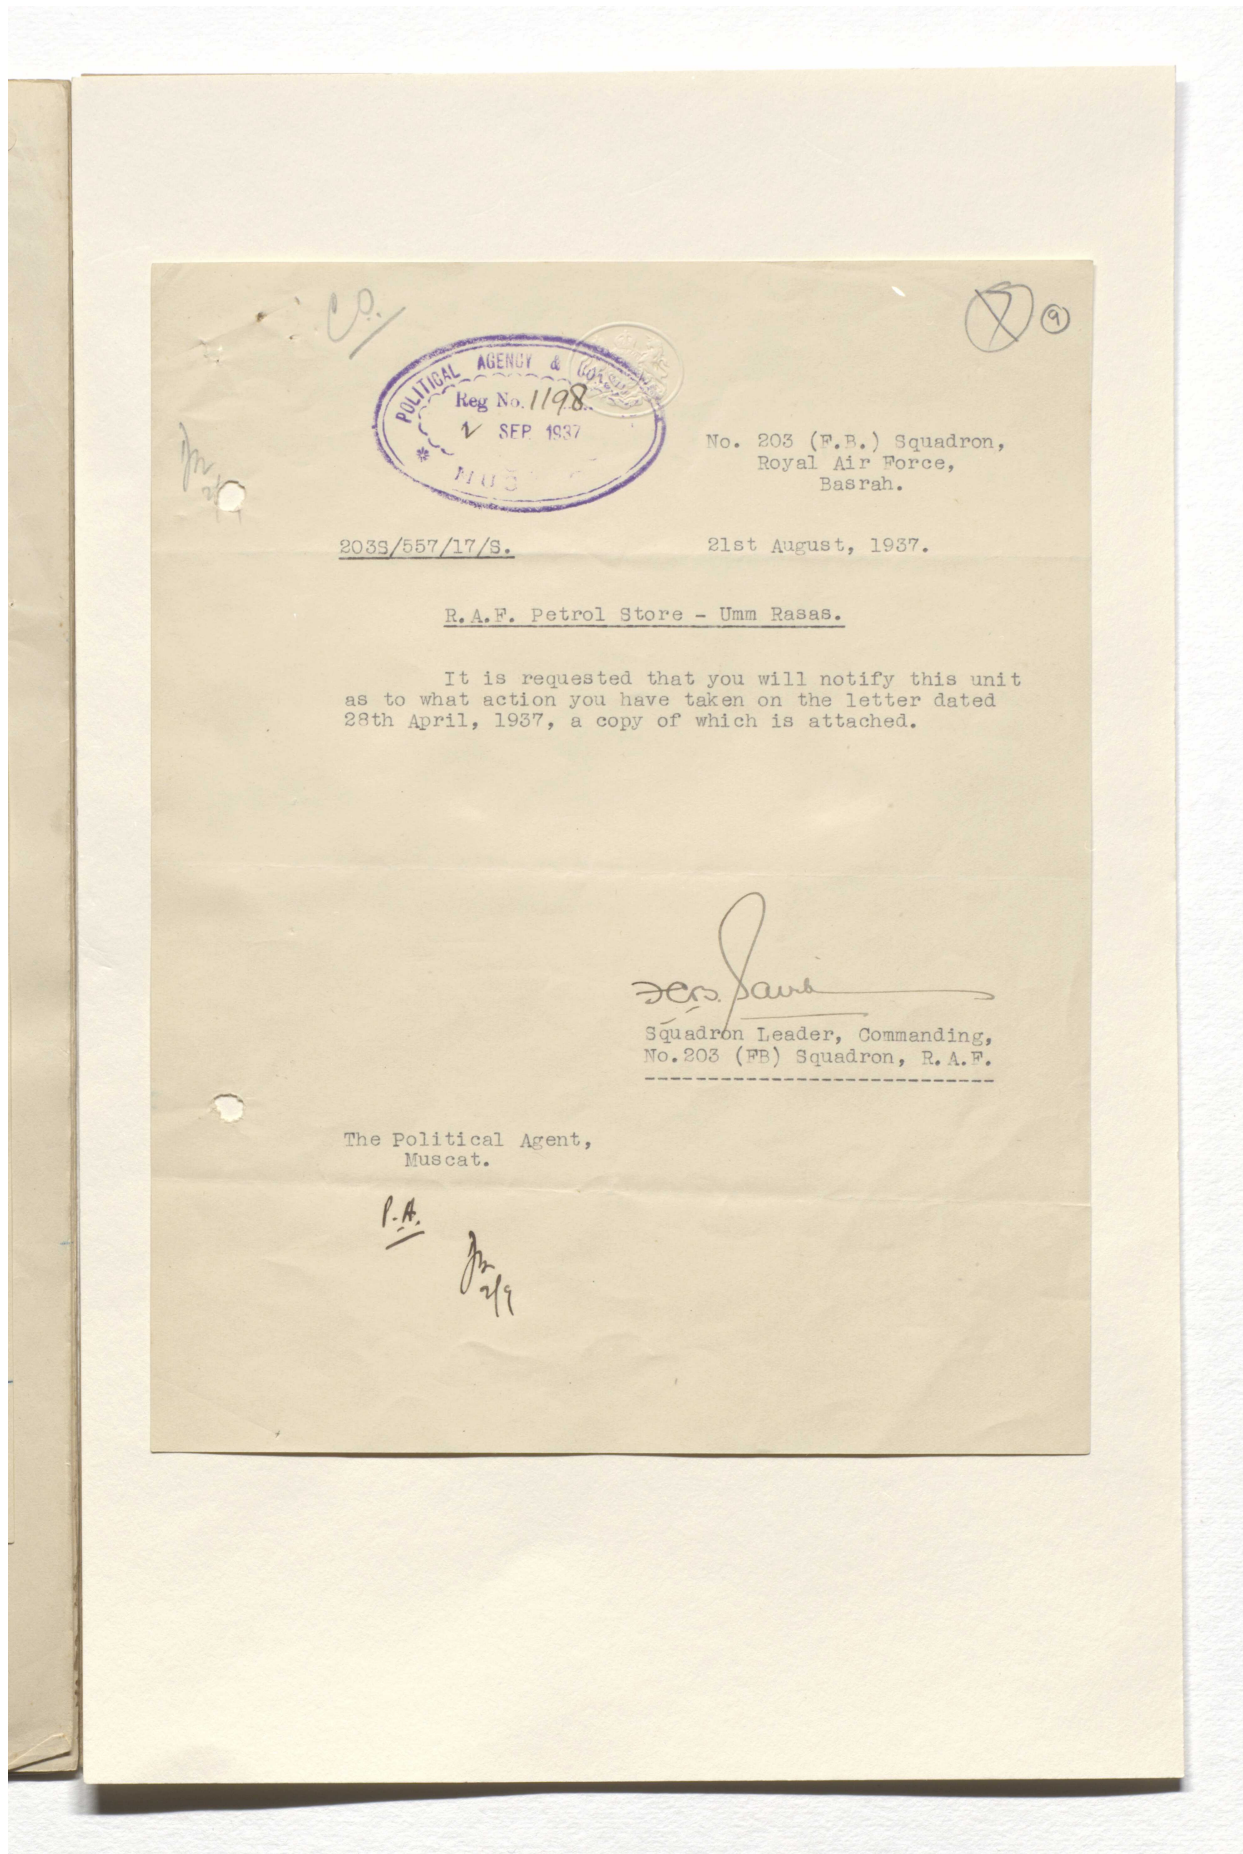 C.O.
9
POLITICAL AGENCY &
Reg No. 1198
2 SEP 1937
No. 203 (F.B.) Squadron,
Royal Air Force,
Basrah.
203S/557/17/S.
21st August, 1937.
R.A.F. Petrol Store - Umm Rasas.
It is requested that you will notify this unit
as to what action you have taken on the letter dated
28th April, 1937, a copy of which is attached.
Squadron Leader, Commanding,
No.203 (FB) Squadron, R.A.F.
The Political Agent,
Muscat.
P.A.
2/9